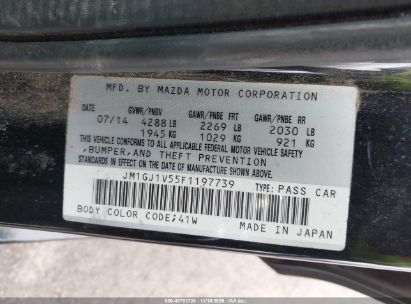 MFD. BY MAZDA MOTOR CORPORATION
DATE GVWR/PNBV GAWR/PNBE FRT GAWR/PNBE RR
07/14 4288 LB 2269 LB 2030 LB
1945 KG 1029 KG 921 KG
THIS VEHICLE CONFORMS TO ALL APPLICABLE FEDERAL MOTOR VEHICLE SAFETY
,BUMPER,AND THEFT PREVENTION
STANDARDS IN EFFECT ON THE DATE OF MANUFACTURE SHOWN ABOVE.
JM1GJ1V55F1197739 TYPE: PASS CAR
BODY COLOR CODE:41W
MADE IN JAPAN